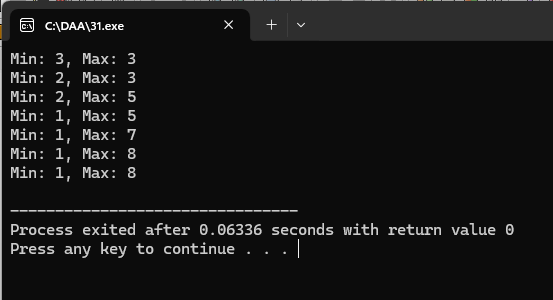 C:\DAA\31.exe
Min: 3, Max: 3
Min: 2, Max: 3
Min: 2, Max: 5
Min: 1, Max: 5
Min: 1, Max: 7
Min: 1, Max: 8
Min: 1, Max: 8
--------------------------------
Process exited after 0.06336 seconds with return value 0
Press any key to continue . . .